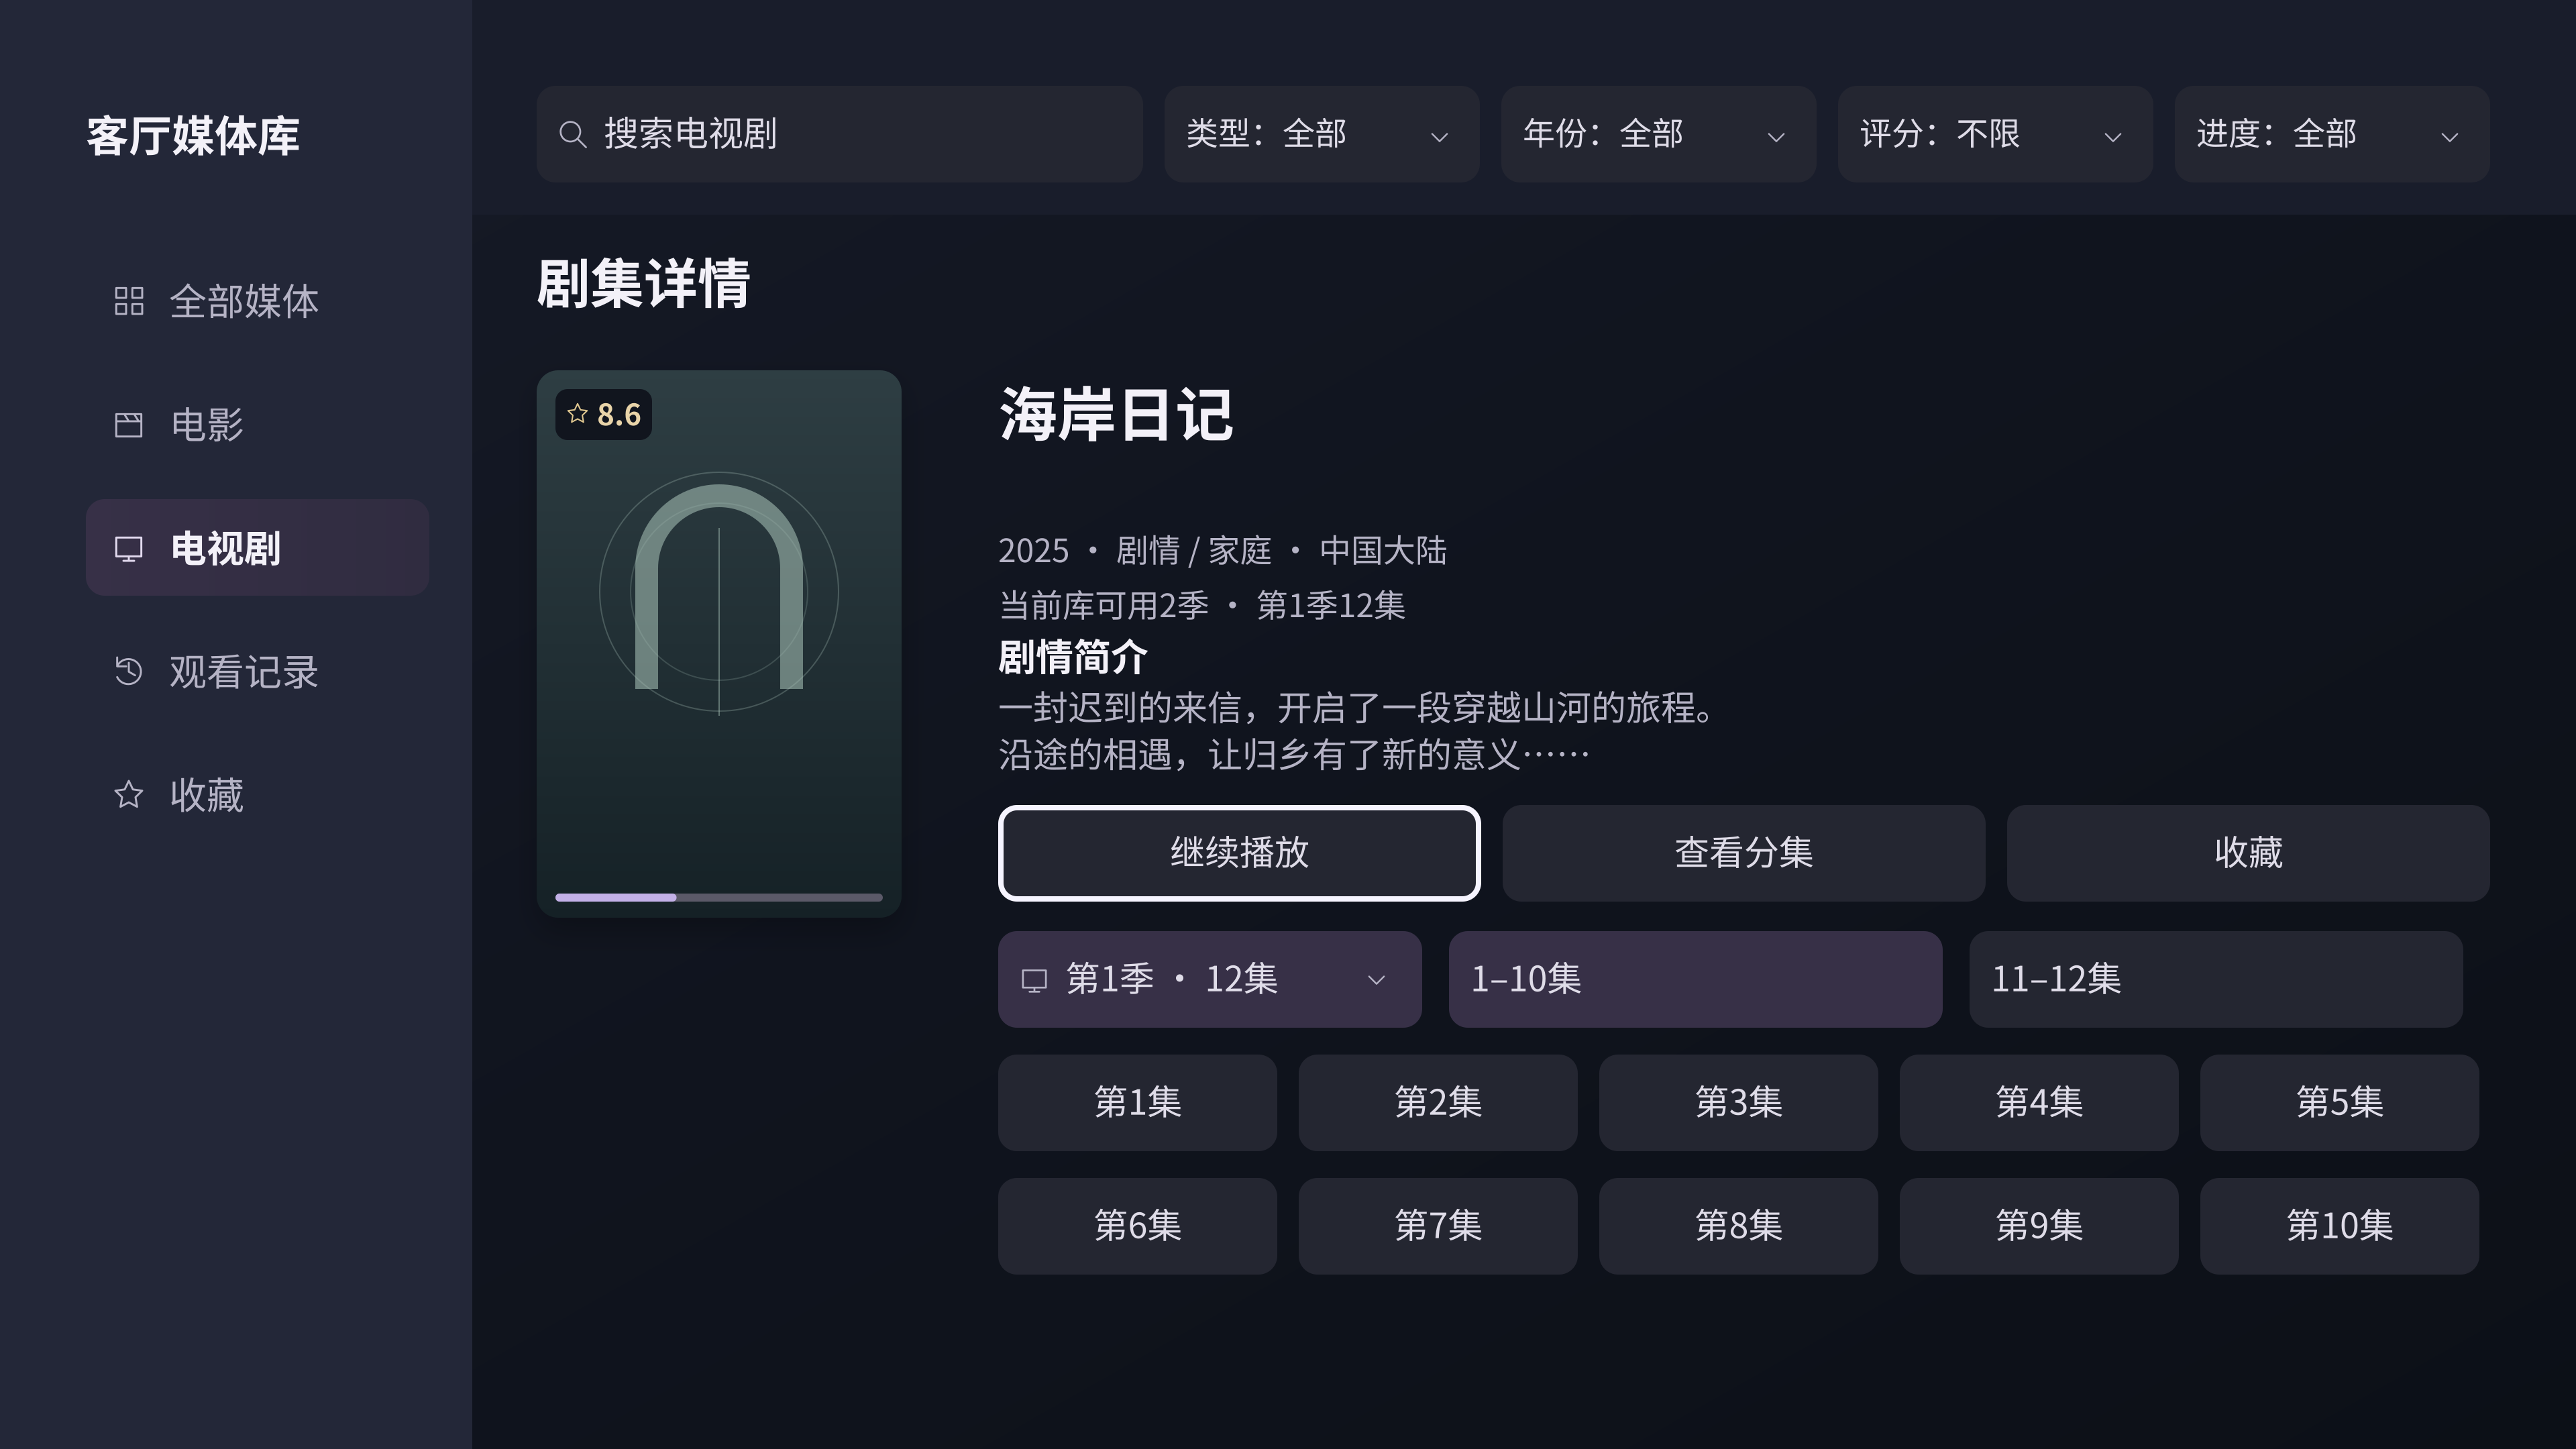 客厅媒体库
全部媒体
电影
电视剧
观看记录
收藏
搜索电视剧
类型：全部
年份：全部
评分：不限
进度：全部
剧集详情
8.6
海岸日记
2025 · 剧情 / 家庭 · 中国大陆
当前库可用2季 · 第1季12集
剧情简介
一封迟到的来信，开启了一段穿越山河的旅程。
沿途的相遇，让归乡有了新的意义……
继续播放
查看分集
收藏
第1季 · 12集
1–10集
11–12集
第1集
第2集
第3集
第4集
第5集
第6集
第7集
第8集
第9集
第10集